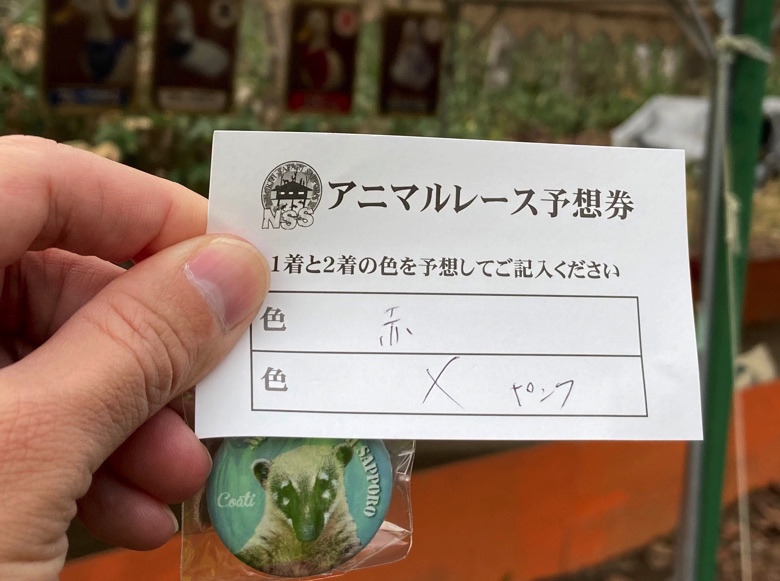 NSS
アニマルレース予想券
1着と2着の色を予想してご記入ください
色 赤
色 X ピンク
SAPPORO
Coati